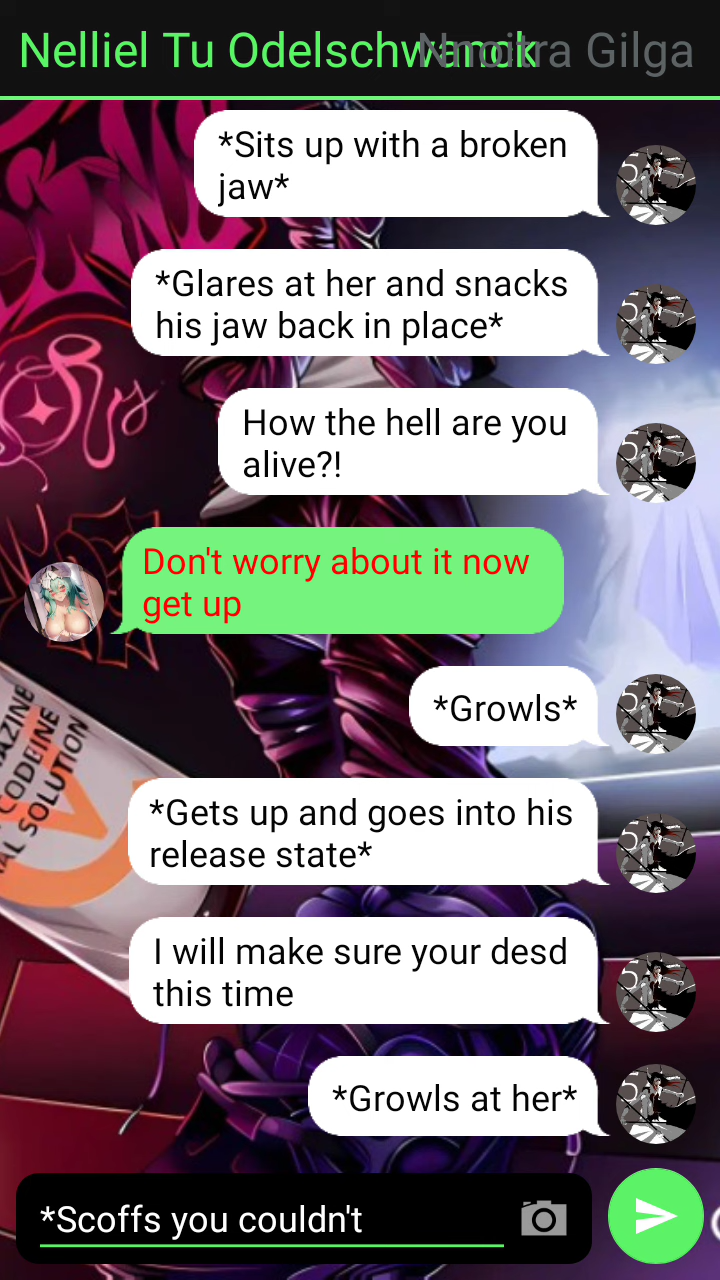 Nelliel Tu Odelschwanck
Nnoitra Gilga
*Sits up with a broken
jaw*
*Glares at her and snacks
his jaw back in place*
How the hell are you
alive?!
Don't worry about it now
get up
*Growls*
AZINE
CODEINE
AL SOLUTION
*Gets up and goes into his
release state*
I will make sure your desd
this time
*Growls at her*
*Scoffs you couldn't